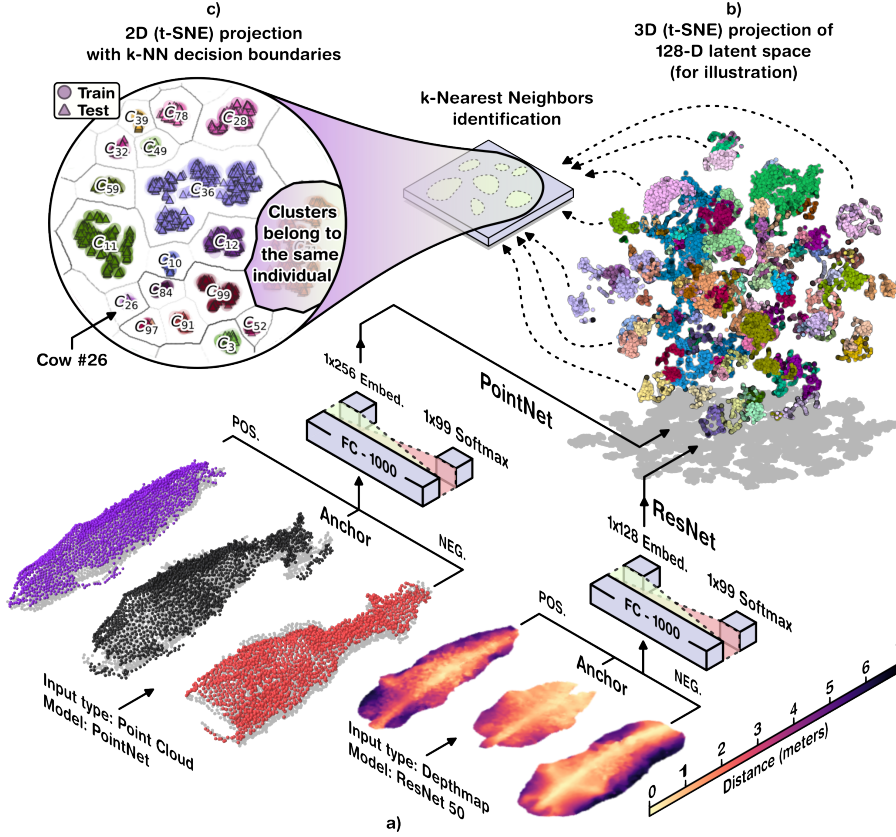 c)
2D (t-SNE) projection
with k-NN decision boundaries
b)
3D (t-SNE) projection of
128-D latent space
(for illustration)
k-Nearest Neighbors
identification
Train
Test
C39
C78
C28
C32
C49
C59
C36
C11
C12
C10
C26
C84
C99
C97
C91
C3
C52
Clusters
belong to
the same
individual.
Cow #26
PointNet
1x256 Embed.
1x99 Softmax
FC - 1000
POS.
Anchor
NEG.
Input type: Point Cloud
Model: PointNet
ResNet
1x128 Embed.
1x99 Softmax
FC - 1000
POS.
Anchor
NEG.
Input type: Depthmap
Model: ResNet 50
0
1
2
3
4
5
6
Distance (meters)
a)